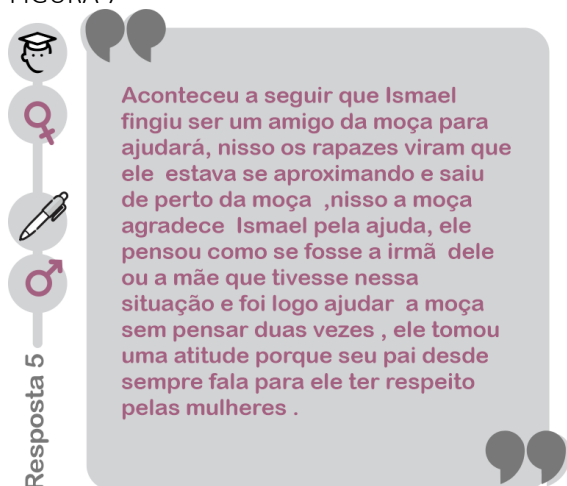 Aconteceu a seguir que Ismael
fingiu ser um amigo da moça para
ajudará, nisso os rapazes viram que
ele  estava se aproximando e saiu
de perto da moça  ,nisso a moça
agradece  Ismael pela ajuda, ele
pensou como se fosse a irmã  dele
ou a mãe que tivesse nessa
situação e foi logo ajudar  a moça
sem pensar duas vezes , ele tomou
uma atitude porque seu pai desde
sempre fala para ele ter respeito
pelas mulheres .
Resposta 5